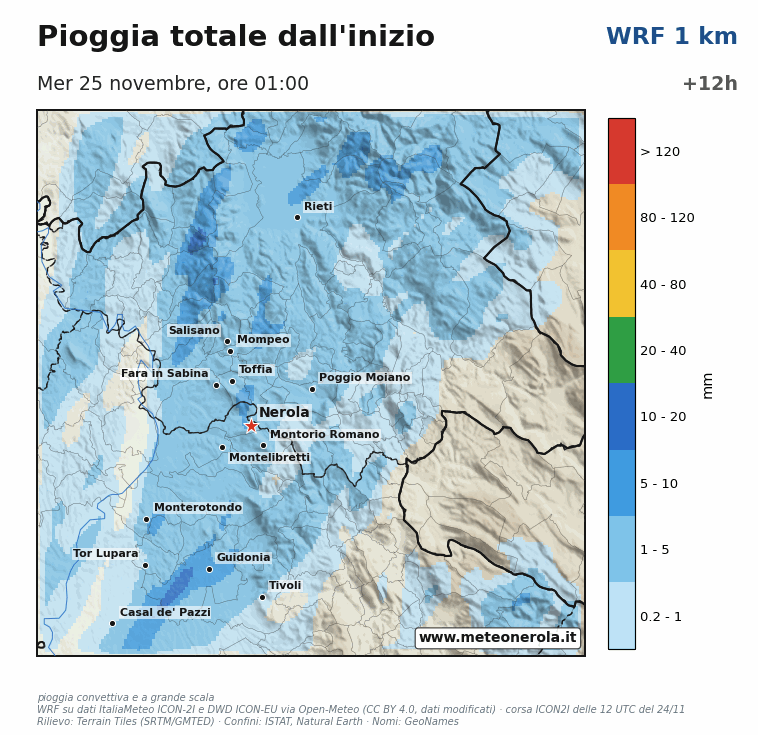 Pioggia totale dall'inizio
WRF 1 km
Mer 25 novembre, ore 01:00
+12h
Rieti
Salisano
Mompeo
Toffia
Fara in Sabina
Poggio Moiano
Nerola
Montorio Romano
Montelibretti
Monterotondo
Tor Lupara
Guidonia
Tivoli
Casal de' Pazzi
www.meteonerola.it
> 120
80 - 120
40 - 80
20 - 40
10 - 20
5 - 10
1 - 5
0.2 - 1
mm
pioggia convettiva e a grande scala
WRF su dati ItaliaMeteo ICON-2I e DWD ICON-EU via Open-Meteo (CC BY 4.0, dati modificati) · corsa ICON2I delle 12 UTC del 24/11
Rilievo: Terrain Tiles (SRTM/GMTED) · Confini: ISTAT, Natural Earth · Nomi: GeoNames